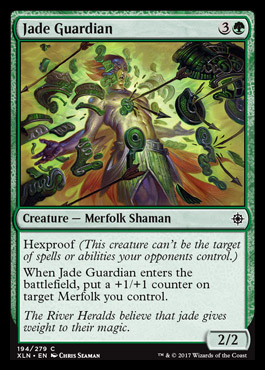 Jade Guardian 3
Creature — Merfolk Shaman
Hexproof (This creature can't be the target
of spells or abilities your opponents control.)
When Jade Guardian enters the
battlefield, put a +1/+1 counter on
target Merfolk you control.
The River Heralds believe that jade gives
weight to their magic.
2/2
194/279 C
XLN • EN Chris Seaman
™ & © 2017 Wizards of the Coast